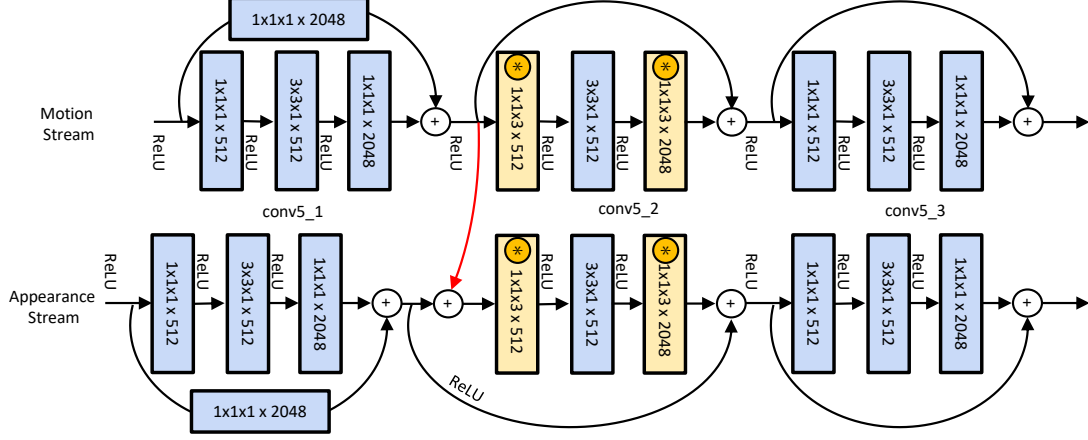 1x1x1 x 2048
Motion
Stream
ReLU
1x1x1 x 512
ReLU
3x3x1 x 512
ReLU
1x1x1 x 2048
+
ReLU
*
1x1x3 x 512
ReLU
3x3x1 x 512
ReLU
*
1x1x3 x 2048
+
ReLU
1x1x1 x 512
ReLU
3x3x1 x 512
ReLU
1x1x1 x 2048
+
conv5_1
conv5_2
conv5_3
Appearance
Stream
ReLU
1x1x1 x 512
ReLU
3x3x1 x 512
ReLU
1x1x1 x 2048
+
+
*
1x1x3 x 512
ReLU
3x3x1 x 512
ReLU
*
1x1x3 x 2048
+
ReLU
1x1x1 x 512
ReLU
3x3x1 x 512
ReLU
1x1x1 x 2048
+
ReLU
1x1x1 x 2048